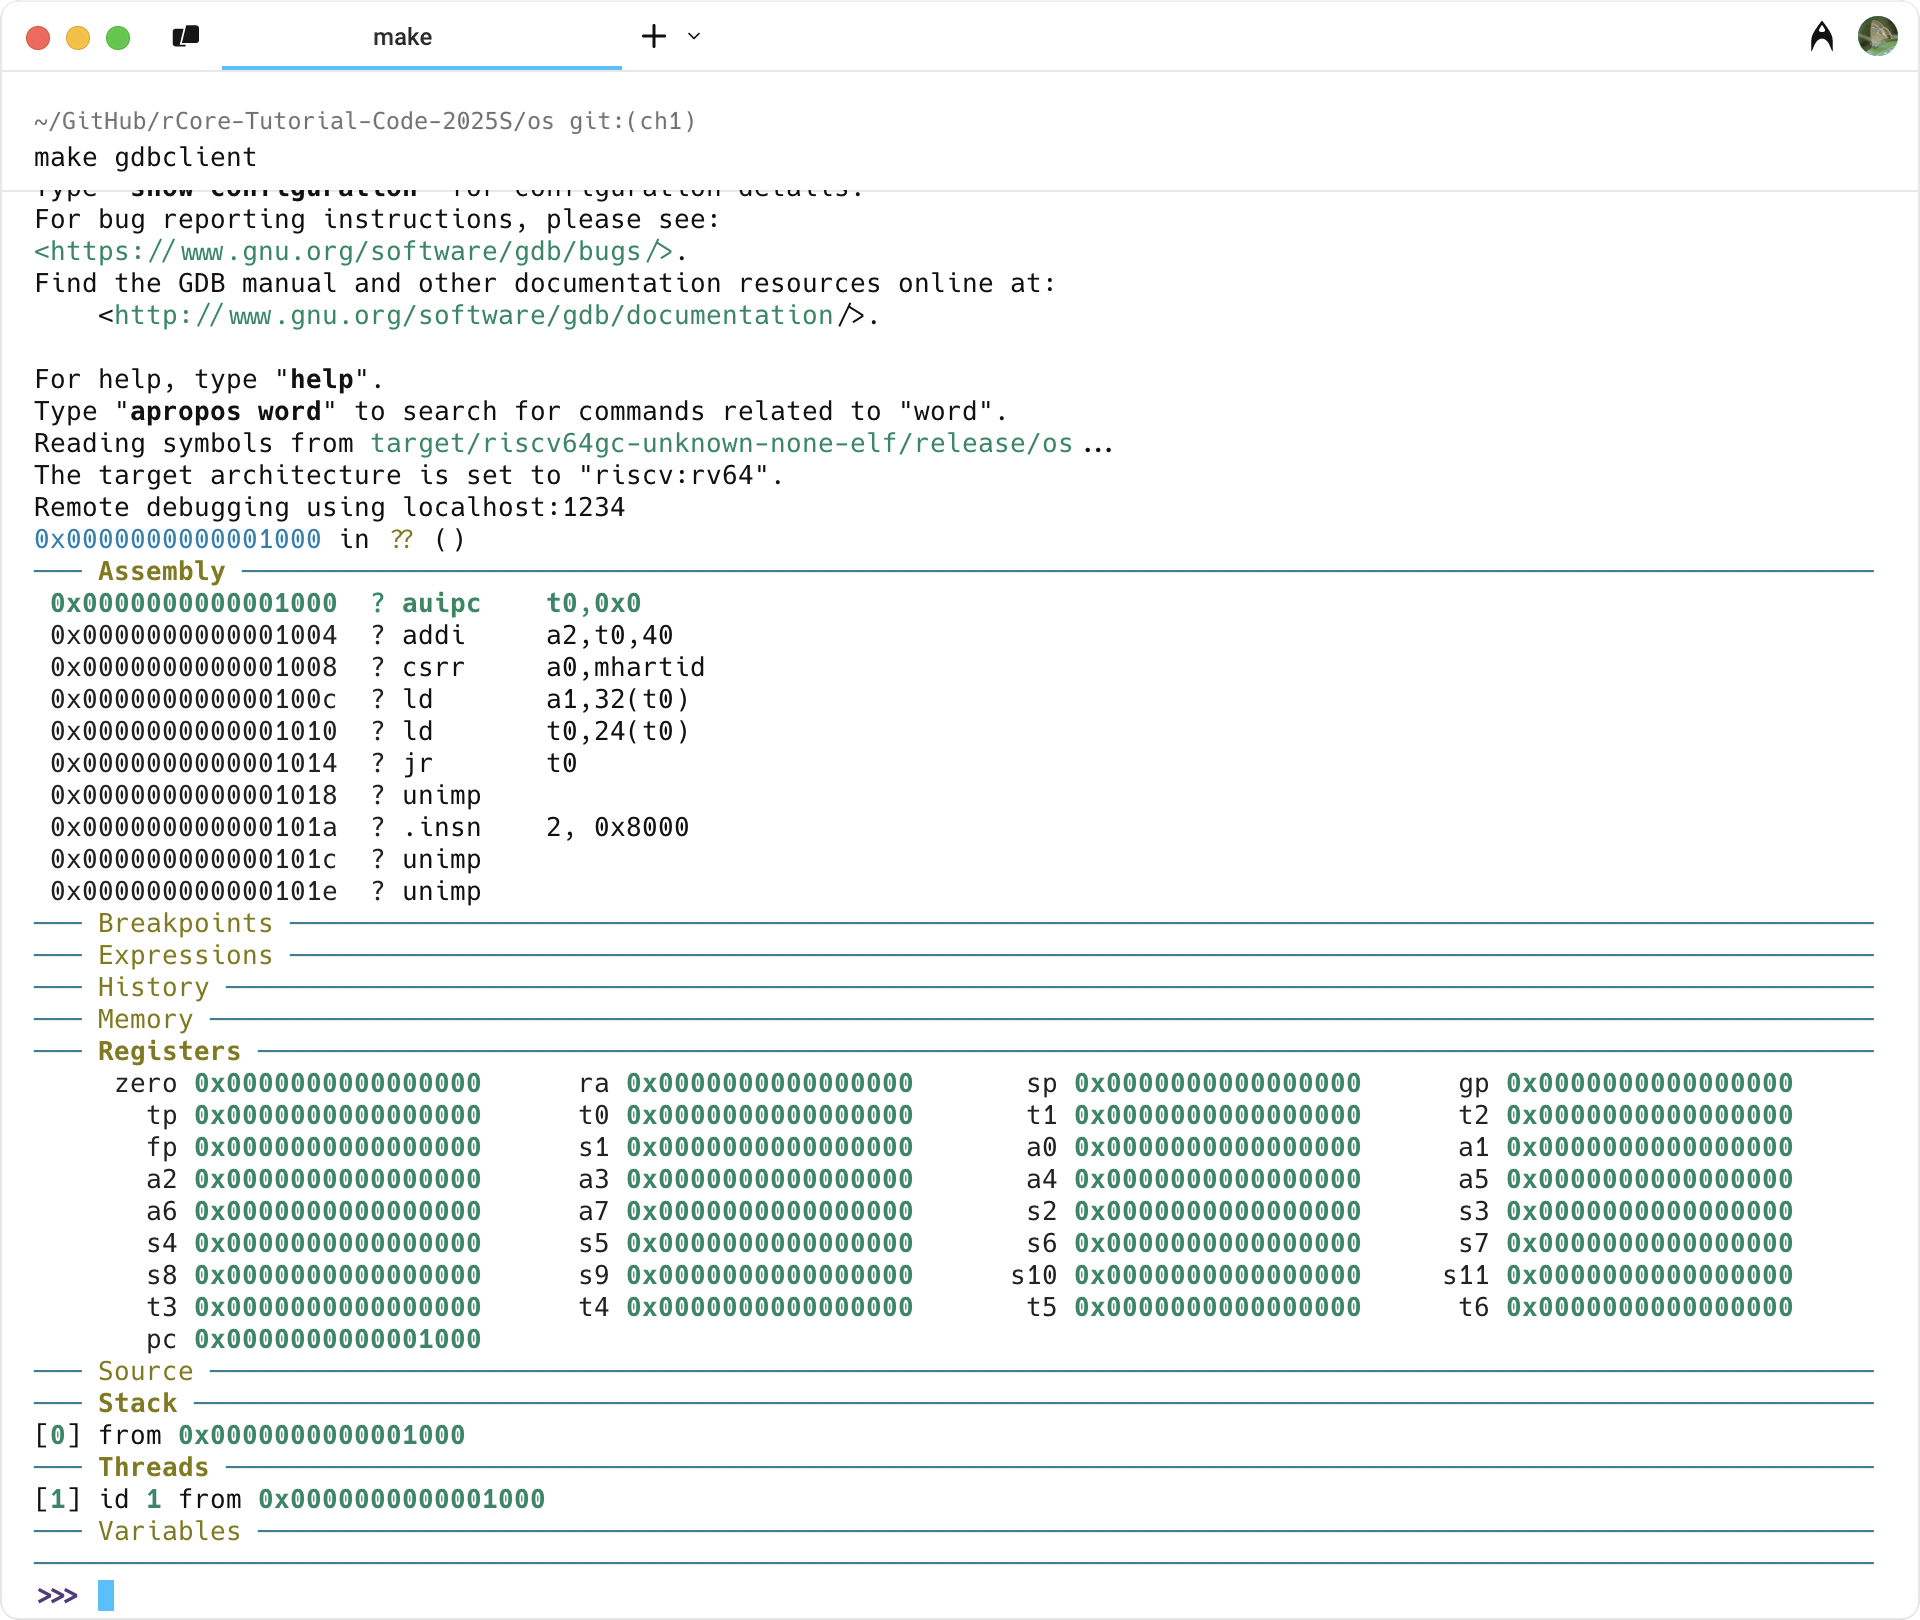 make
~/GitHub/rCore-Tutorial-Code-2025S/os git:(ch1)
make gdbclient
Type "show configuration" for configuration details.
For bug reporting instructions, please see:
<https://www.gnu.org/software/gdb/bugs/>.
Find the GDB manual and other documentation resources online at:
    <http://www.gnu.org/software/gdb/documentation/>.
For help, type "help".
Type "apropos word" to search for commands related to "word".
Reading symbols from target/riscv64gc-unknown-none-elf/release/os...
The target architecture is set to "riscv:rv64".
Remote debugging using localhost:1234
0x0000000000001000 in ?? ()
─── Assembly ───
 0x0000000000001000  ? auipc    t0,0x0
 0x0000000000001004  ? addi     a2,t0,40
 0x0000000000001008  ? csrr     a0,mhartid
 0x000000000000100c  ? ld       a1,32(t0)
 0x0000000000001010  ? ld       t0,24(t0)
 0x0000000000001014  ? jr       t0
 0x0000000000001018  ? unimp
 0x000000000000101a  ? .insn    2, 0x8000
 0x000000000000101c  ? unimp
 0x000000000000101e  ? unimp
─── Breakpoints ───
─── Expressions ───
─── History ───
─── Memory ───
─── Registers ───
zero 0x0000000000000000 ra 0x0000000000000000 sp 0x0000000000000000 gp 0x0000000000000000
tp 0x0000000000000000 t0 0x0000000000000000 t1 0x0000000000000000 t2 0x0000000000000000
fp 0x0000000000000000 s1 0x0000000000000000 a0 0x0000000000000000 a1 0x0000000000000000
a2 0x0000000000000000 a3 0x0000000000000000 a4 0x0000000000000000 a5 0x0000000000000000
a6 0x0000000000000000 a7 0x0000000000000000 s2 0x0000000000000000 s3 0x0000000000000000
s4 0x0000000000000000 s5 0x0000000000000000 s6 0x0000000000000000 s7 0x0000000000000000
s8 0x0000000000000000 s9 0x0000000000000000 s10 0x0000000000000000 s11 0x0000000000000000
t3 0x0000000000000000 t4 0x0000000000000000 t5 0x0000000000000000 t6 0x0000000000000000
pc 0x0000000000001000
─── Source ───
─── Stack ───
[0] from 0x0000000000001000
─── Threads ───
[1] id 1 from 0x0000000000001000
─── Variables ───
>>>